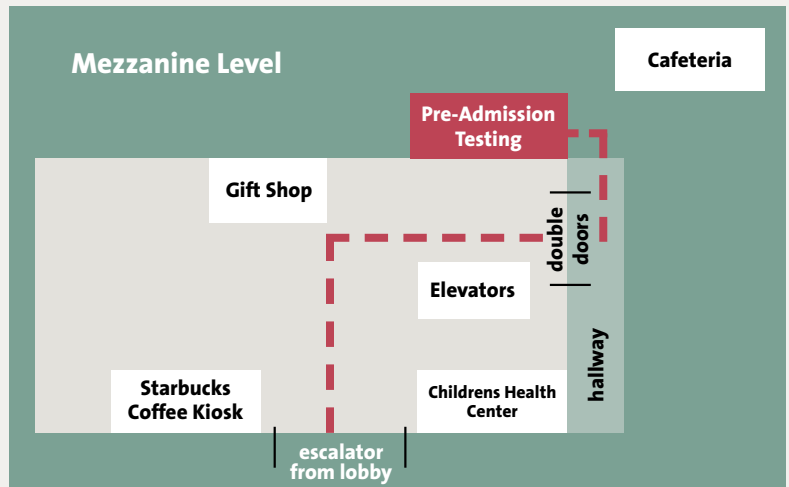 Mezzanine Level
Cafeteria
Pre-Admission
Testing
Gift Shop
double
doors
Elevators
hallway
Starbucks
Coffee Kiosk
Childrens Health
Center
escalator
from lobby